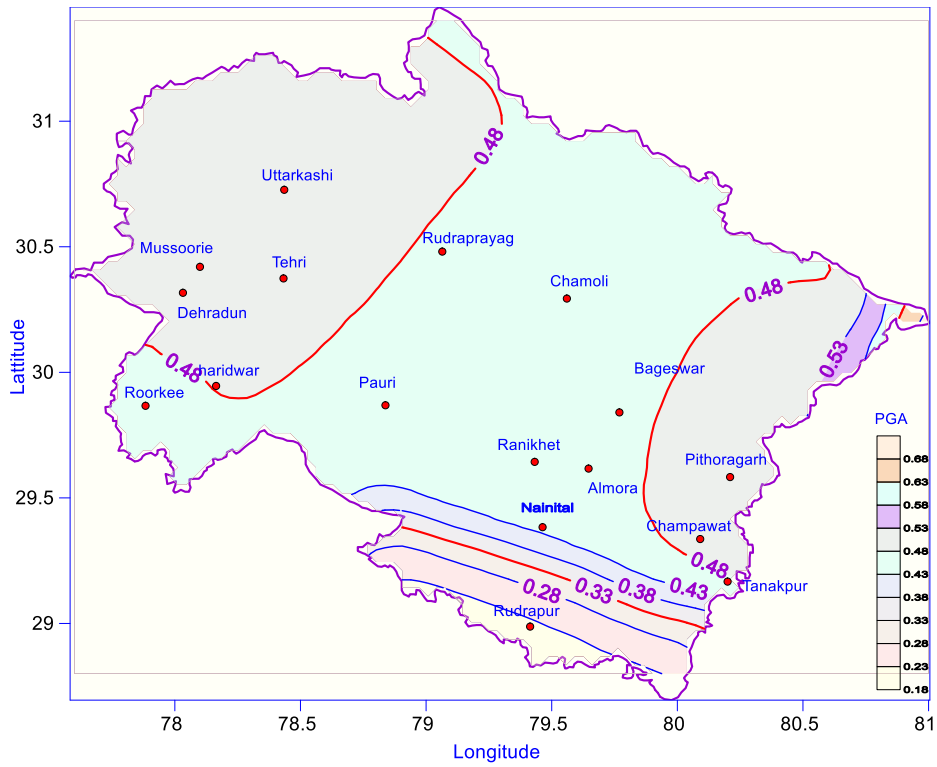 31
30.5
30
29.5
29
Lattitude
78
78.5
79
79.5
80
80.5
81
Longitude
0.48
Uttarkashi
Rudraprayag
Mussoorie
Tehri
Chamoli
0.48
Dehradun
0.53
0.48
haridwar
Bageswar
Pauri
Roorkee
Ranikhet
Pithoragarh
Almora
Nainital
Champawat
0.48
Tanakpur
0.28
0.33
0.38
0.43
Rudrapur
PGA
0.68
0.63
0.58
0.53
0.48
0.43
0.38
0.33
0.28
0.23
0.18